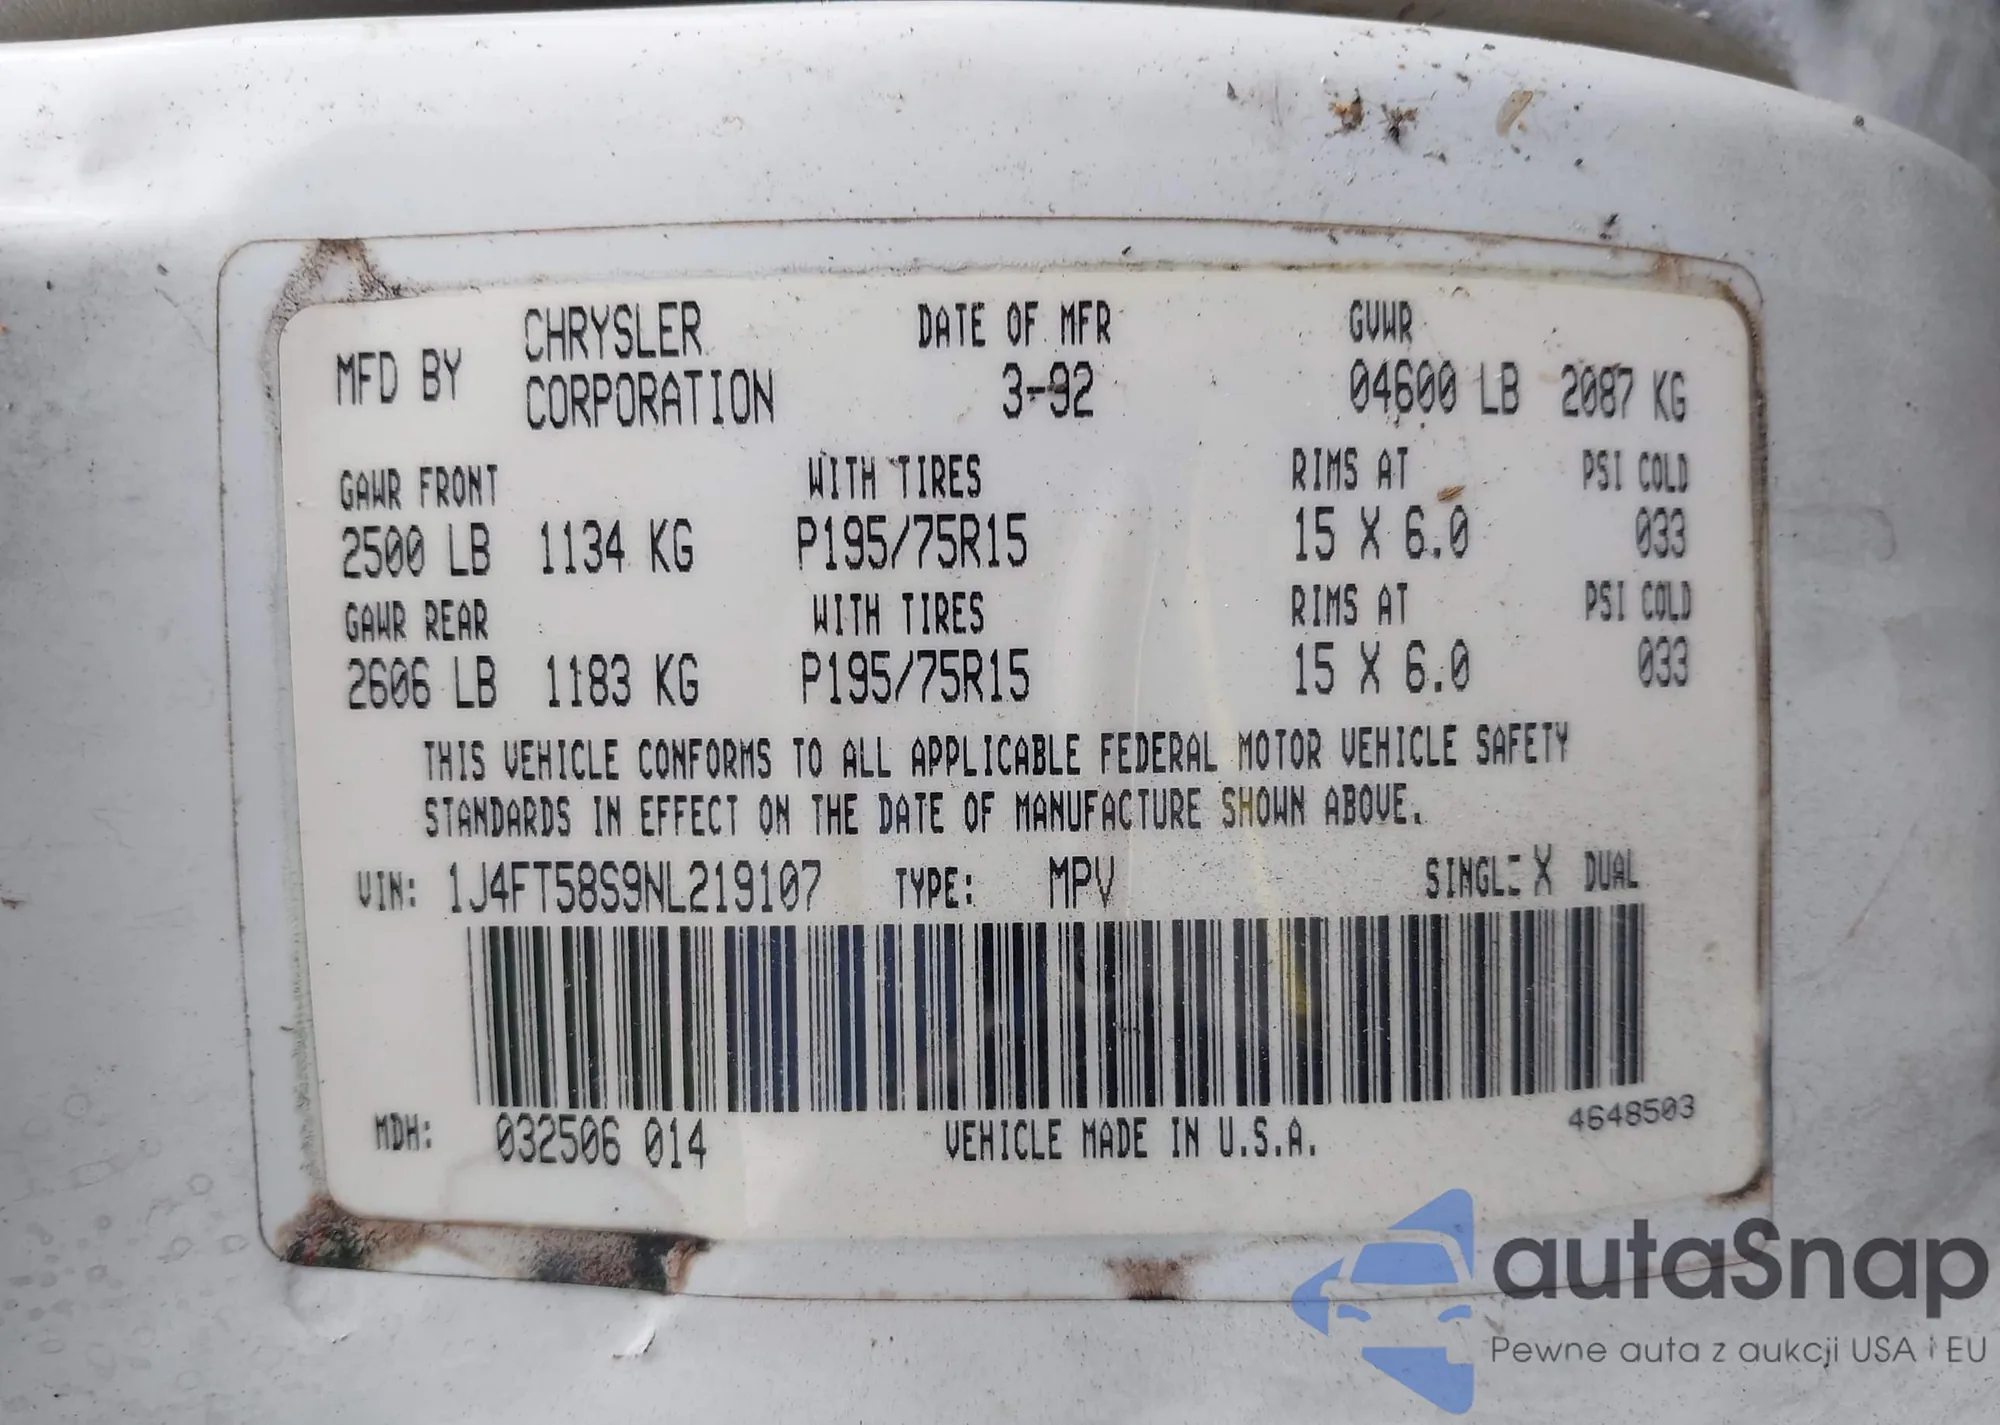 MFD BY CHRYSLER CORPORATION DATE OF MFR 3-92 GVWR 04600 LB 2087 KG
GAWR FRONT WITH TIRES RIMS AT PSI COLD
2500 LB 1134 KG P195/75R15 15 X 6.0 033
GAWR REAR WITH TIRES RIMS AT PSI COLD
2606 LB 1183 KG P195/75R15 15 X 6.0 033
THIS VEHICLE CONFORMS TO ALL APPLICABLE FEDERAL MOTOR VEHICLE SAFETY
STANDARDS IN EFFECT ON THE DATE OF MANUFACTURE SHOWN ABOVE.
VIN: 1J4FT58S9NL219107 TYPE: MPV SINGLE X DUAL
MDH: 032506 014 VEHICLE MADE IN U.S.A. 4648503
autaSnap
Pewne auta z aukcji USA i EU